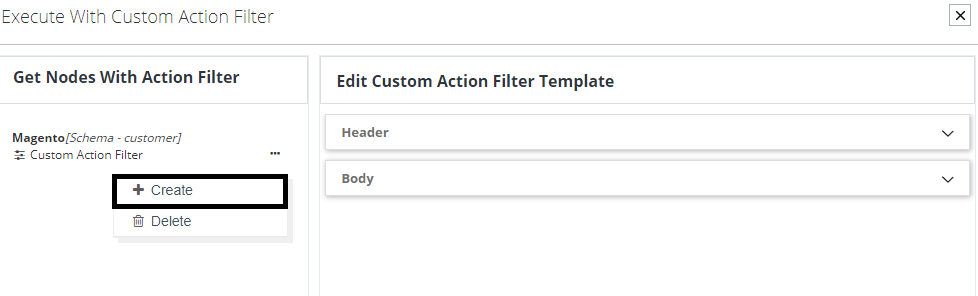 Execute With Custom Action Filter
Get Nodes With Action Filter
Edit Custom Action Filter Template
Magento[Schema - customer]
Custom Action Filter
Create
Delete
Header
Body